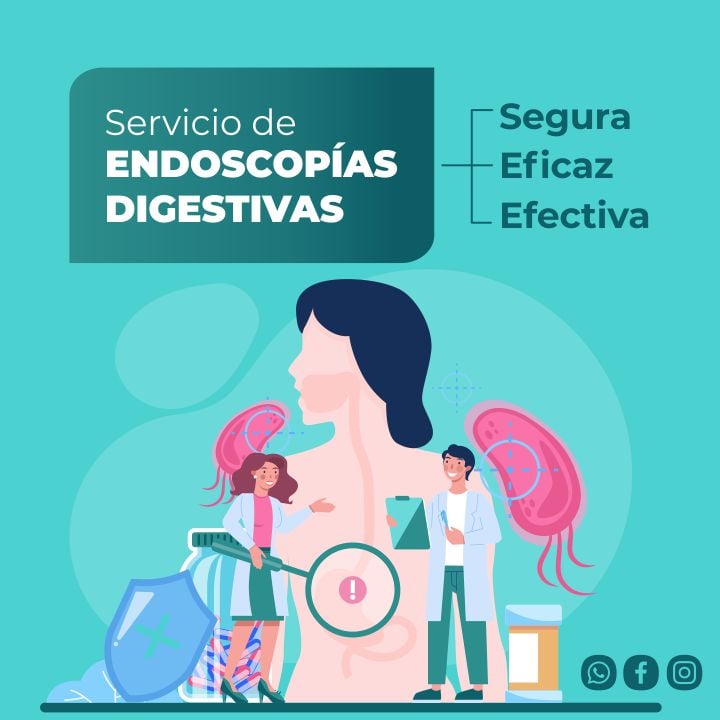 Servicio de
ENDOSCOPÍAS
DIGESTIVAS
Segura
Eficaz
Efectiva
!